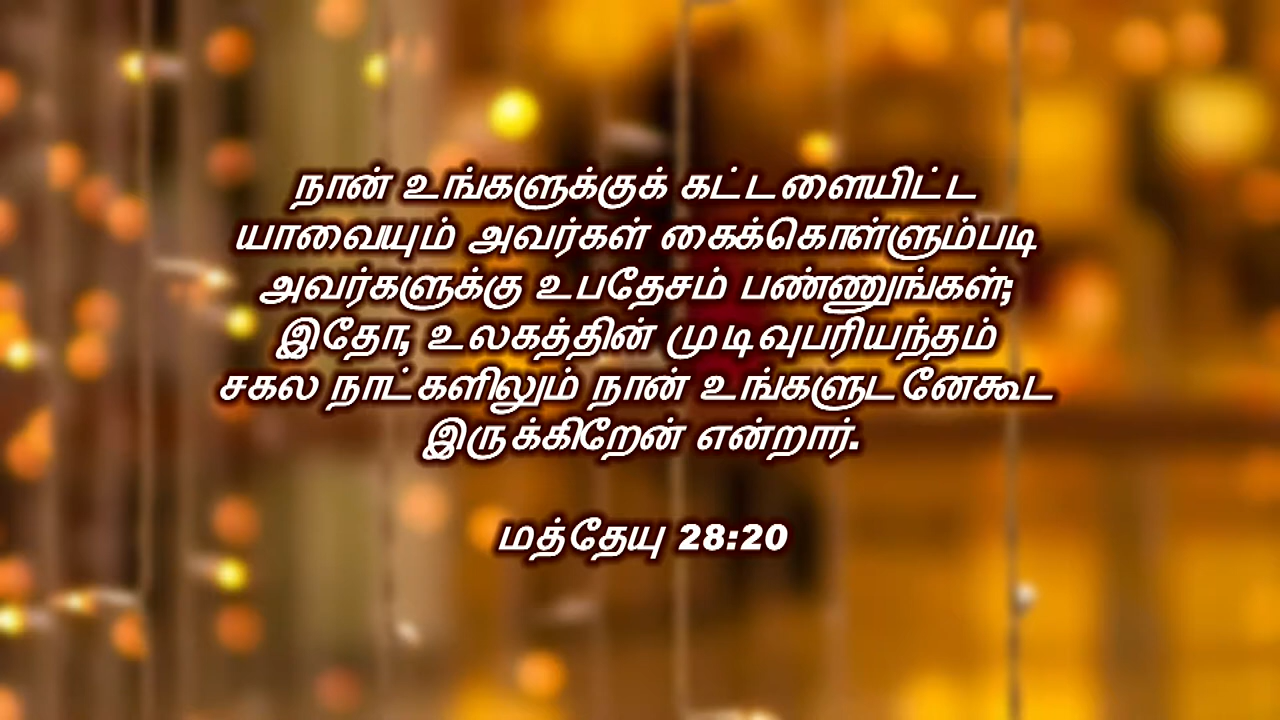 நான் உங்களுக்குக் கட்டளையிட்ட
யாவையும் அவர்கள் கைக்கொள்ளும்படி
அவர்களுக்கு உபதேசம் பண்ணுங்கள்;
இதோ, உலகத்தின் முடிவுபரியந்தம்
சகல நாட்களிலும் நான் உங்களுடனேகூட
இருக்கிறேன் என்றார்.
மத்தேயு 28:20